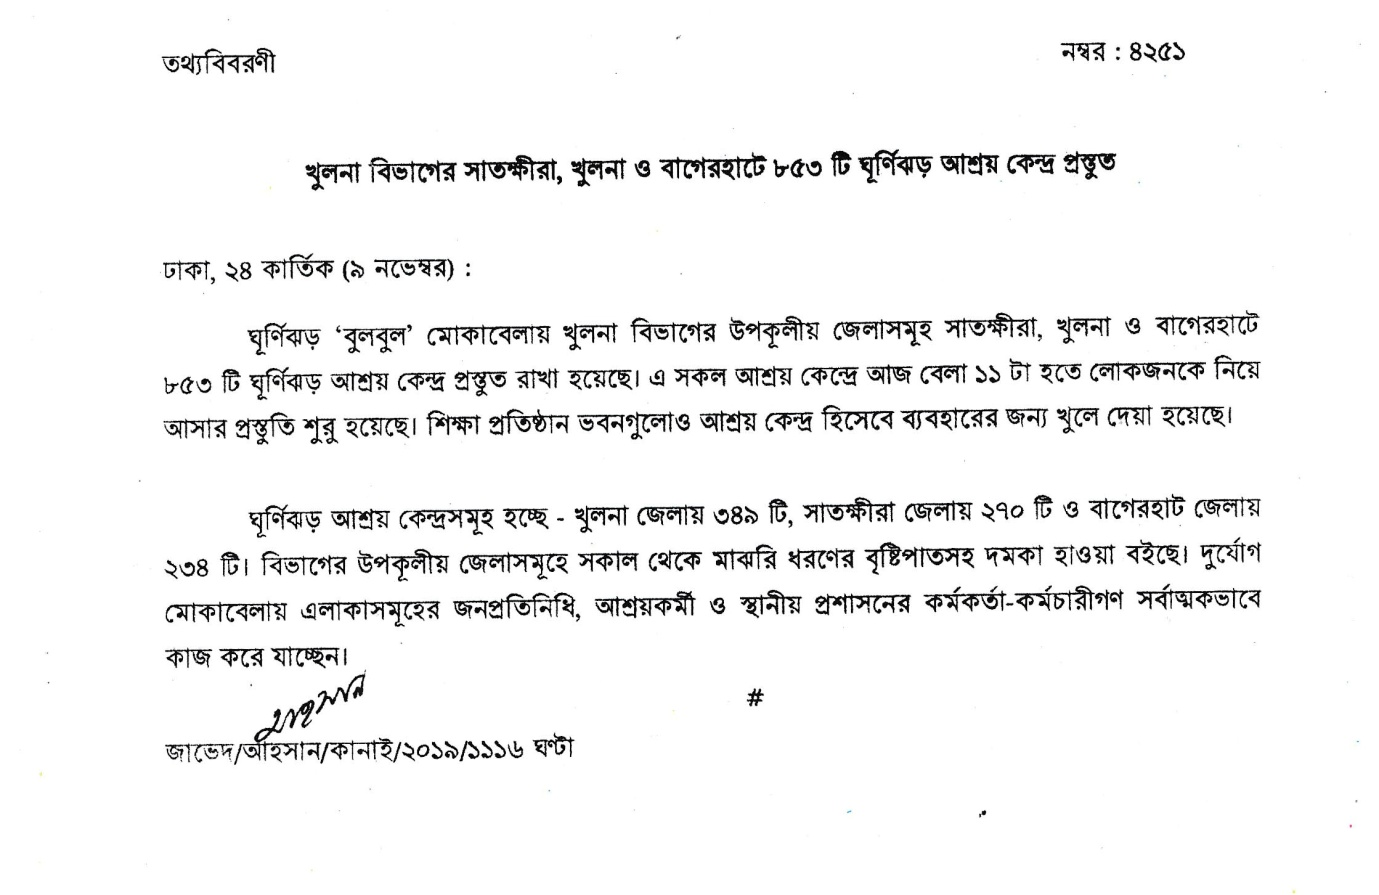 তথ্যবিবরণী
নম্বর : ৪২৫১
খুলনা বিভাগের সাতক্ষীরা, খুলনা ও বাগেরহাটে ৮৫৩ টি ঘূর্ণিঝড় আশ্রয় কেন্দ্র প্রস্তুত
ঢাকা, ২৪ কার্তিক (৯ নভেম্বর) :
ঘূর্ণিঝড় ‘বুলবুল’ মোকাবেলায় খুলনা বিভাগের উপকূলীয় জেলাসমূহ সাতক্ষীরা, খুলনা ও বাগেরহাটে
৮৫৩ টি ঘূর্ণিঝড় আশ্রয় কেন্দ্র প্রস্তুত রাখা হয়েছে। এ সকল আশ্রয় কেন্দ্রে আজ বেলা ১১ টা হতে লোকজনকে নিয়ে
আসার প্রস্তুতি শুরু হয়েছে। শিক্ষা প্রতিষ্ঠান ভবনগুলোও আশ্রয় কেন্দ্র হিসেবে ব্যবহারের জন্য খুলে দেয়া হয়েছে।
ঘূর্ণিঝড় আশ্রয় কেন্দ্রসমূহ হচ্ছে - খুলনা জেলায় ৩৪৯ টি, সাতক্ষীরা জেলায় ২৭০ টি ও বাগেরহাট জেলায়
২৩৪ টি। বিভাগের উপকূলীয় জেলাসমূহে সকাল থেকে মাঝরি ধরণের বৃষ্টিপাতসহ দমকা হাওয়া বইছে। দুর্যোগ
মোকাবেলায় এলাকাসমূহের জনপ্রতিনিধি, আশ্রয়কর্মী ও স্থানীয় প্রশাসনের কর্মকর্তা-কর্মচারীগণ সর্বাত্মকভাবে
কাজ করে যাচ্ছেন।
#
জাভেদ/আহসান/কানাই/২০১৯/১১১৬ ঘণ্টা